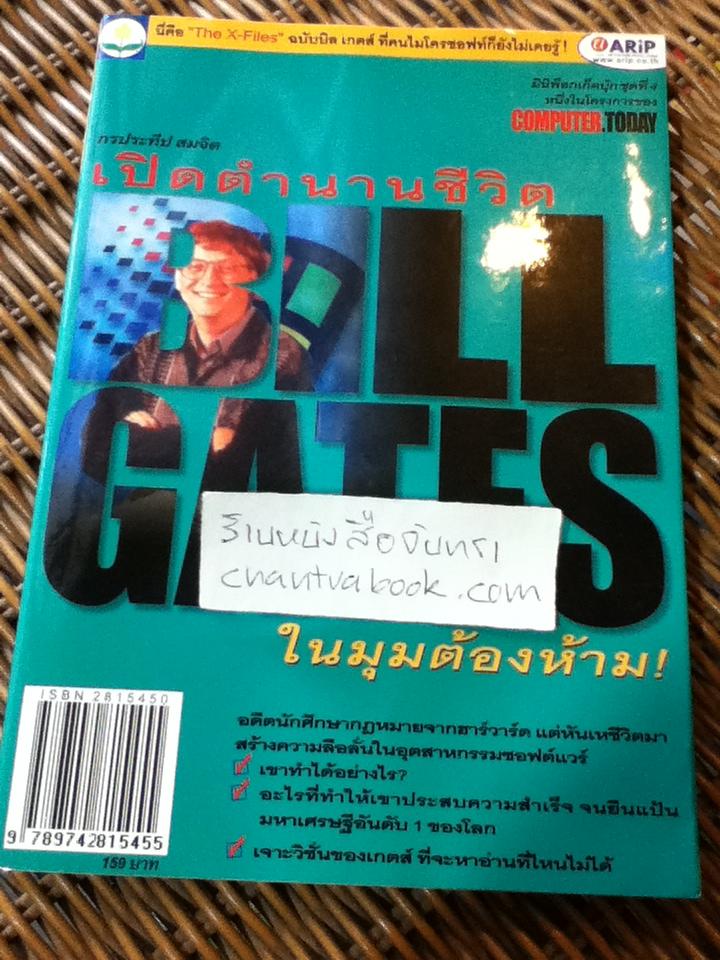 นี่คือ "The X-Files" ฉบับบิล เกตส์ ที่คนไมโครซอฟท์ก็ยังไม่เคยรู้ !
@ARiP
www.arip.co.th
มินิพ็อกเก็ตบุ๊กชุดที่ 4
หนึ่งในโครงการของ
COMPUTER.TODAY
กรประทีป สมจิต
เปิดตำนานชีวิต
BILL
GATES
ร้านหนังสือจันทรา
chantrabook.com
ในมุมต้องห้าม!
อดีตนักศึกษากฎหมายจากฮาร์วาร์ด แต่หันเหชีวิตมา
สร้างความลือลั่นในอุตสาหกรรมซอฟต์แวร์
เขาทำได้อย่างไร?
อะไรที่ทำให้เขาประสบความสำเร็จ จนยืนแป้น
มหาเศรษฐีอันดับ 1 ของโลก
เจาะวิชั่นของเกตส์ ที่จะหาอ่านที่ไหนไม่ได้
ISBN 2815450
9 789742 815455
159 บาท